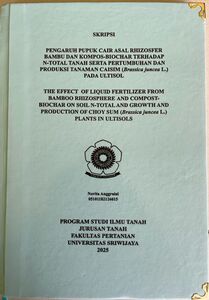 SKRIPSI
PENGARUH PUPUK CAIR ASAL RHIZOSFER
BAMBU DAN KOMPOS-BIOCHAR TERHADAP
N-TOTAL TANAH SERTA PERTUMBUHAN DAN
PRODUKSI TANAMAN CAISIM (Brassica juncea L.)
PADA ULTISOL
THE EFFECT OF LIQUID FERTILIZER FROM
BAMBOO RHIZOSPHERE AND COMPOST-
BIOCHAR ON SOIL N-TOTAL AND GROWTH AND
PRODUCTION OF CHOY SUM (Brassica juncea L.)
PLANTS IN ULTISOLS
Novita Anggraini
05101182126015
PROGRAM STUDI ILMU TANAH
JURUSAN TANAH
FAKULTAS PERTANIAN
UNIVERSITAS SRIWIJAYA
2025